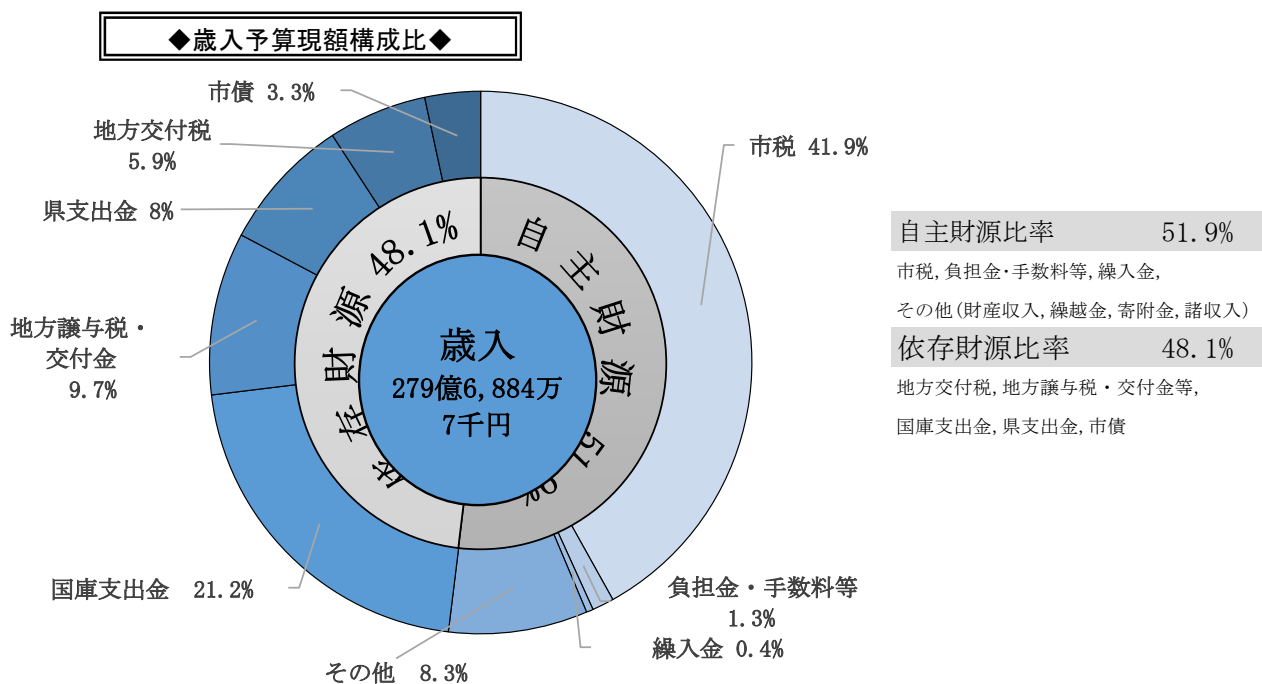 ◆歳入予算現額構成比◆
市債 3.3%
地方交付税
5.9%
県支出金 8%
地方譲与税・
交付金
9.7%
国庫支出金 21.2%
その他 8.3%
繰入金 0.4%
負担金・手数料等
1.3%
市税 41.9%
依存財源 48.1%
自主財源 51.9%
歳入
279億6,884万
7千円
自主財源比率 51.9%
市税,負担金・手数料等,繰入金,
その他(財産収入,繰越金,寄附金,諸収入)
依存財源比率 48.1%
地方交付税,地方譲与税・交付金等,
国庫支出金,県支出金,市債